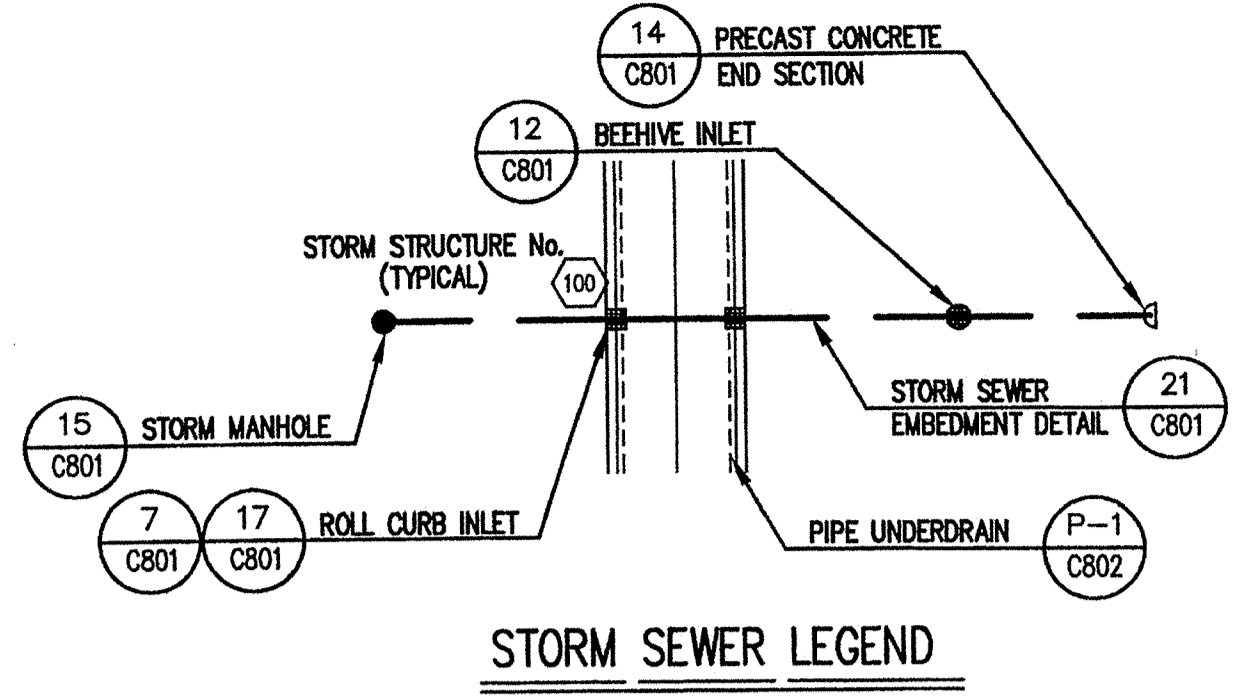 14
C801
PRECAST CONCRETE
END SECTION
12
C801
BEEHIVE INLET
STORM STRUCTURE No.
(TYPICAL)
100
STORM SEWER
EMBEDMENT DETAIL
21
C801
15
C801
STORM MANHOLE
7
C801
17
C801
ROLL CURB INLET
PIPE UNDERDRAIN
P-1
C802
STORM SEWER LEGEND